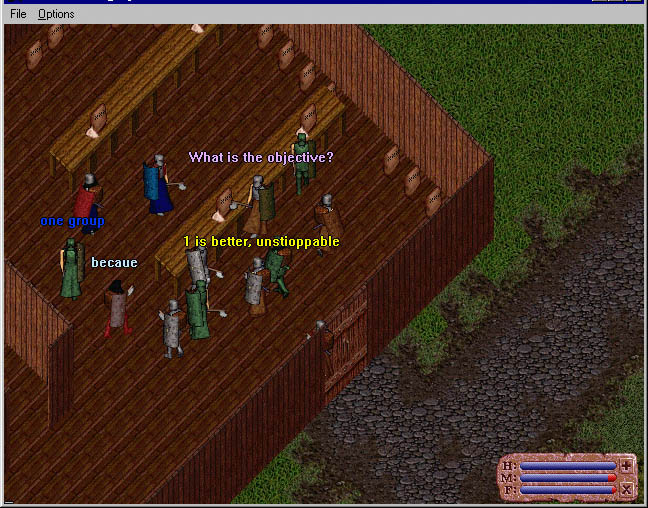 File Options
What is the objective?
one group
1 is better, unstioppable
becaue
H:
M:
F: